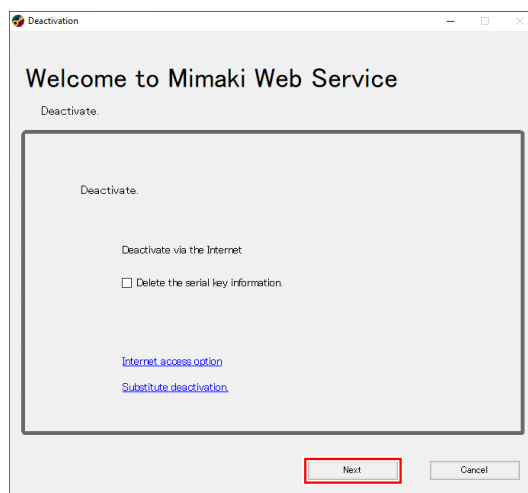 Deactivation
Welcome to Mimaki Web Service
Deactivate.
Deactivate.
Deactivate via the Internet
Delete the serial key information.
Internet access option
Substitute deactivation.
Next
Cancel